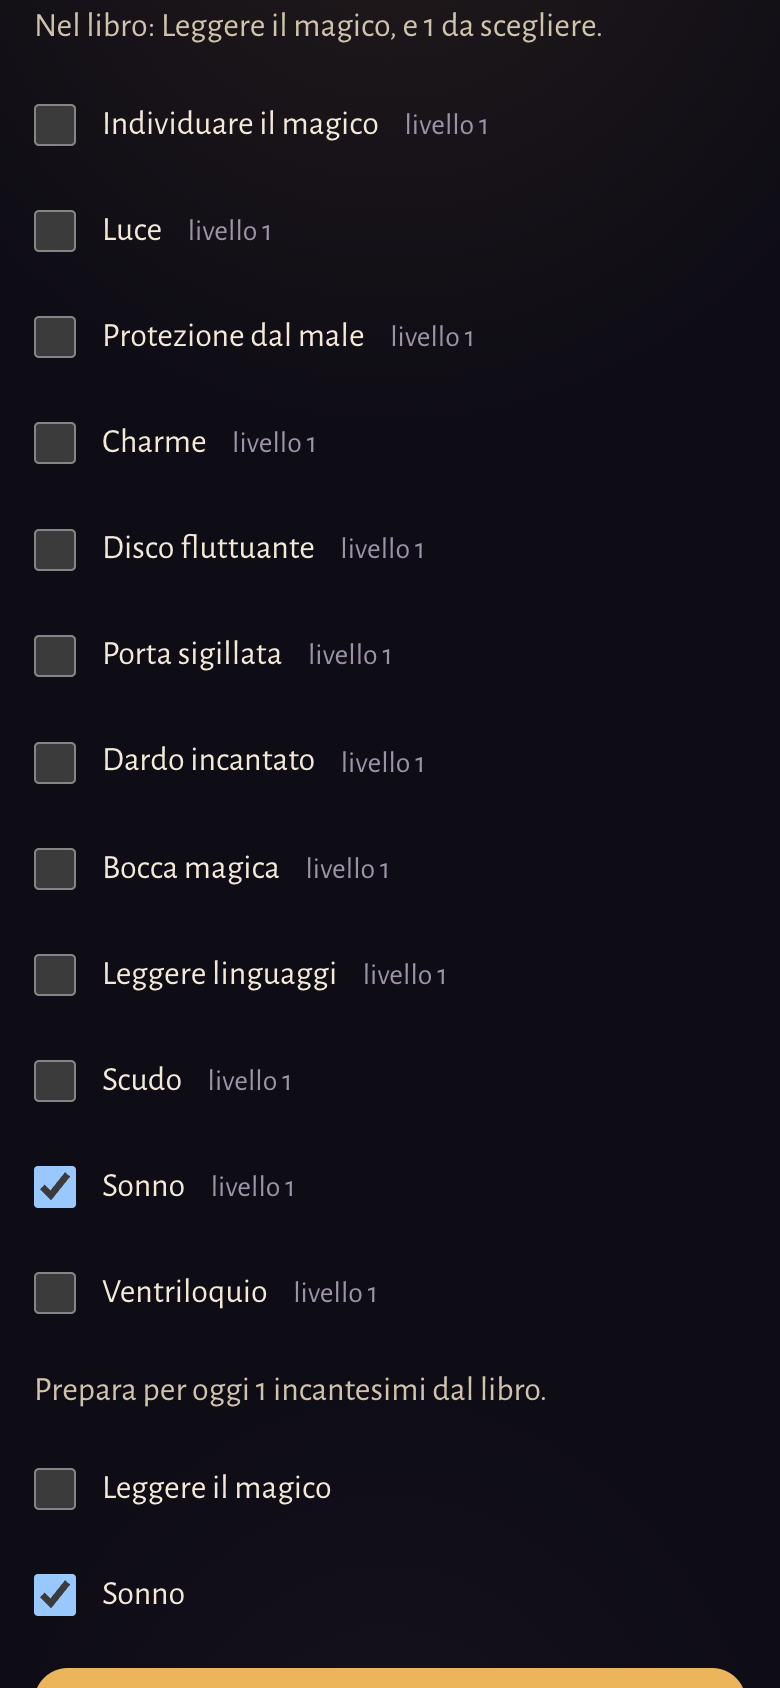 Nel libro: Leggere il magico, e 1 da scegliere.
Individuare il magico livello 1
Luce livello 1
Protezione dal male livello 1
Charme livello 1
Disco fluttuante livello 1
Porta sigillata livello 1
Dardo incantato livello 1
Bocca magica livello 1
Leggere linguaggi livello 1
Scudo livello 1
Sonno livello 1
Ventriloquio livello 1
Prepara per oggi 1 incantesimi dal libro.
Leggere il magico
Sonno